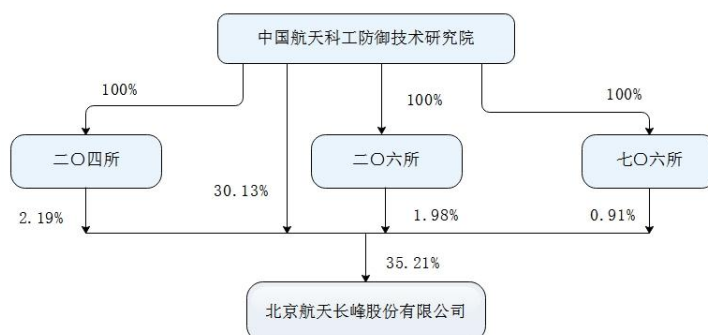 中国航天科工防御技术研究院
100%
100%
100%
二〇四所
二〇六所
七〇六所
30.13%
2.19%
1.98%
0.91%
35.21%
北京航天长峰股份有限公司